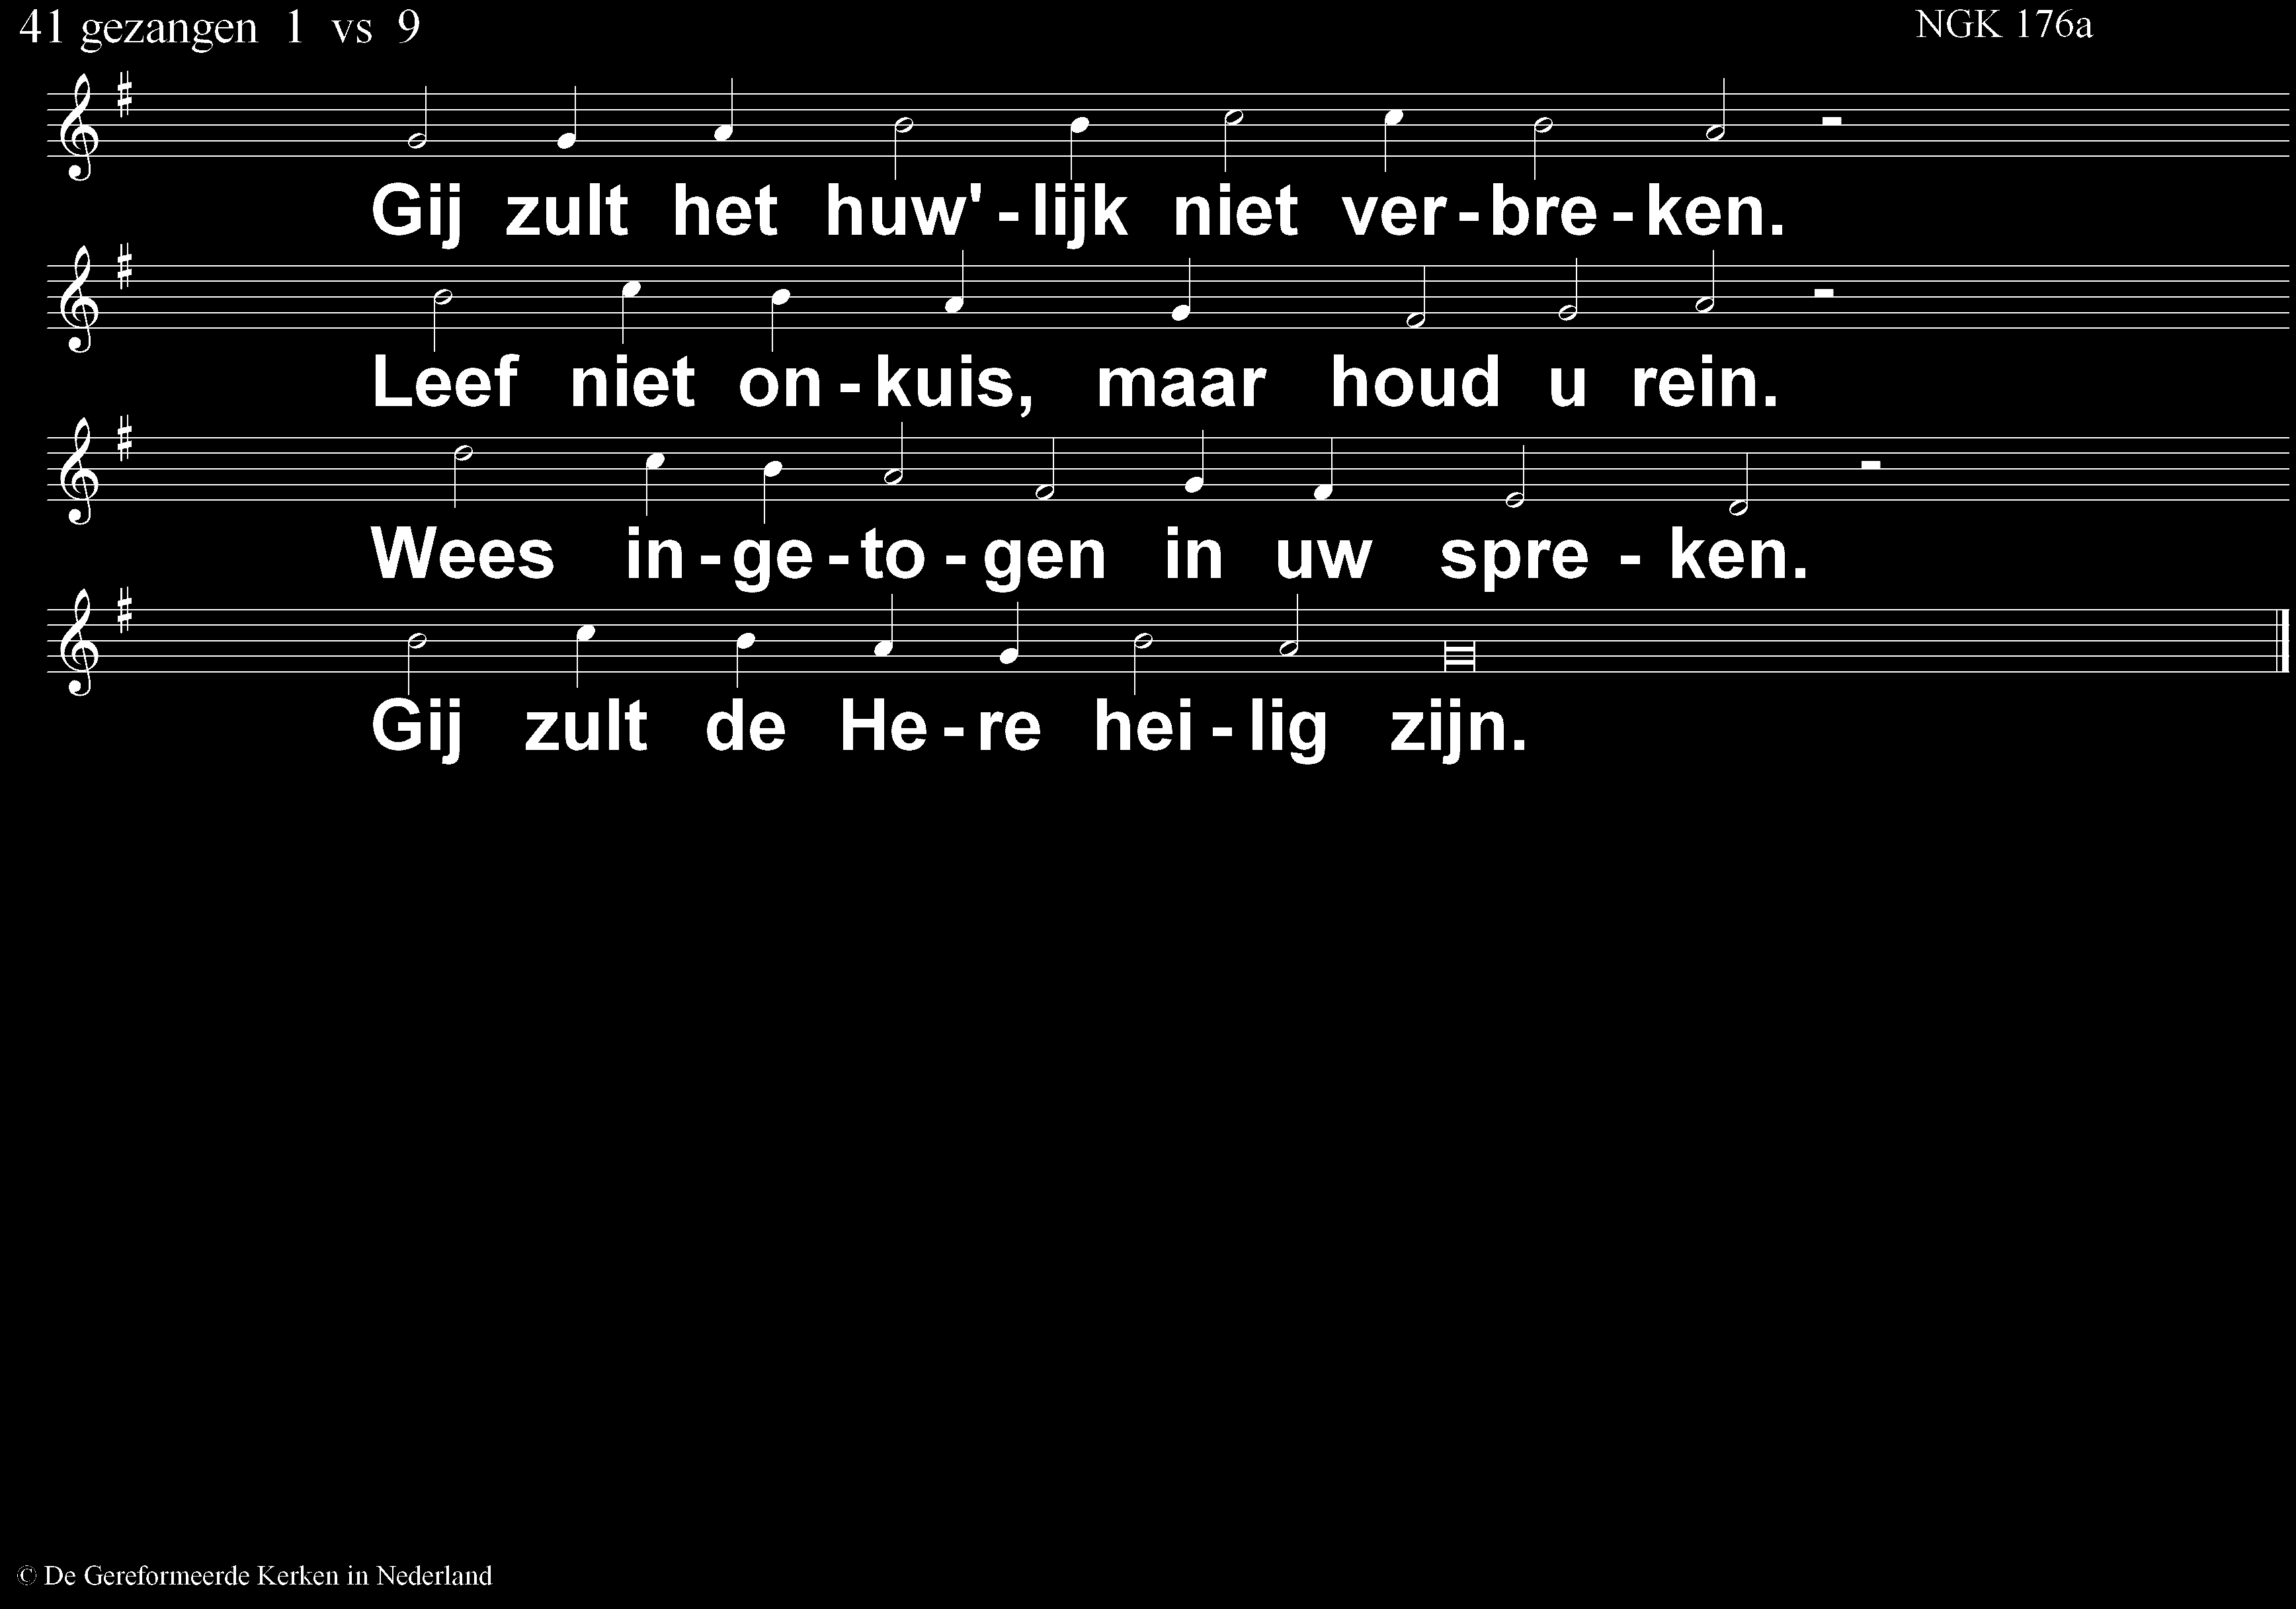 41 gezangen 1 vs 9 NGK 176a
Gij zult het huw'-lijk niet ver-bre-ken.
Leef niet on-kuis, maar houd u rein.
Wees in-ge-to-gen in uw spre-ken.
Gij zult de He-re hei-lig zijn.
© De Gereformeerde Kerken in Nederland